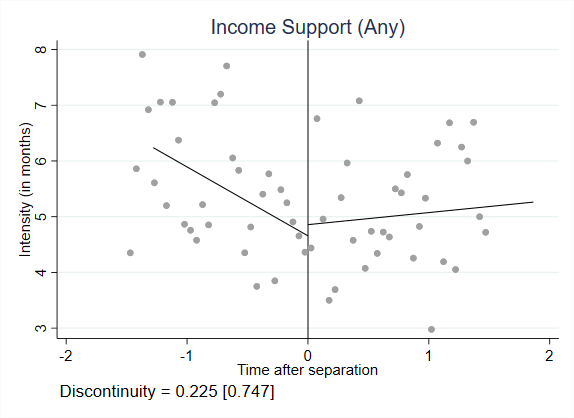 Income Support (Any)
Intensity (in months)
8
7
6
5
4
3
-2 -1 0 1 2
Time after separation
Discontinuity = 0.225 [0.747]